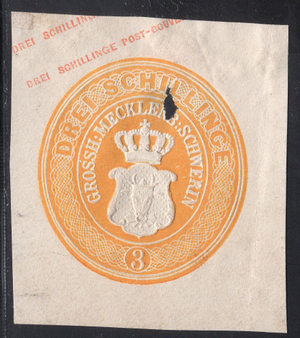 DREI SCHILLINGE POST-COUVE
DREI SCHILLINGE POST-COUVE
DREI SCHILLINGE
GROSSH. MECKLENB. SCHWERIN
3